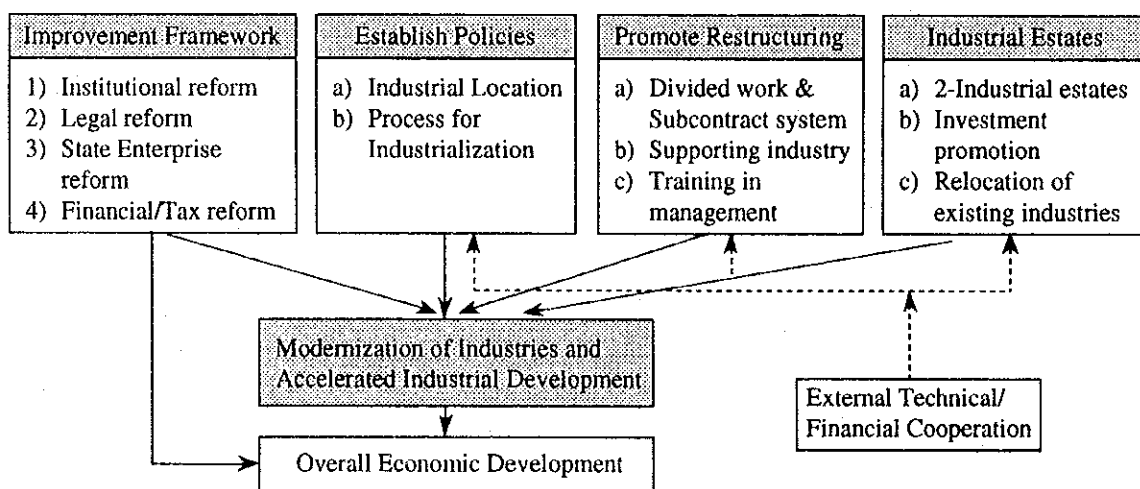 Improvement Framework
1) Institutional reform
2) Legal reform
3) State Enterprise
reform
4) Financial/Tax reform
Establish Policies
a) Industrial Location
b) Process for
Industrialization
Promote Restructuring
a) Divided work &
Subcontract system
b) Supporting industry
c) Training in
management
Industrial Estates
a) 2-Industrial estates
b) Investment
promotion
c) Relocation of
existing industries
Modernization of Industries and
Accelerated Industrial Development
External Technical/
Financial Cooperation
Overall Economic Development